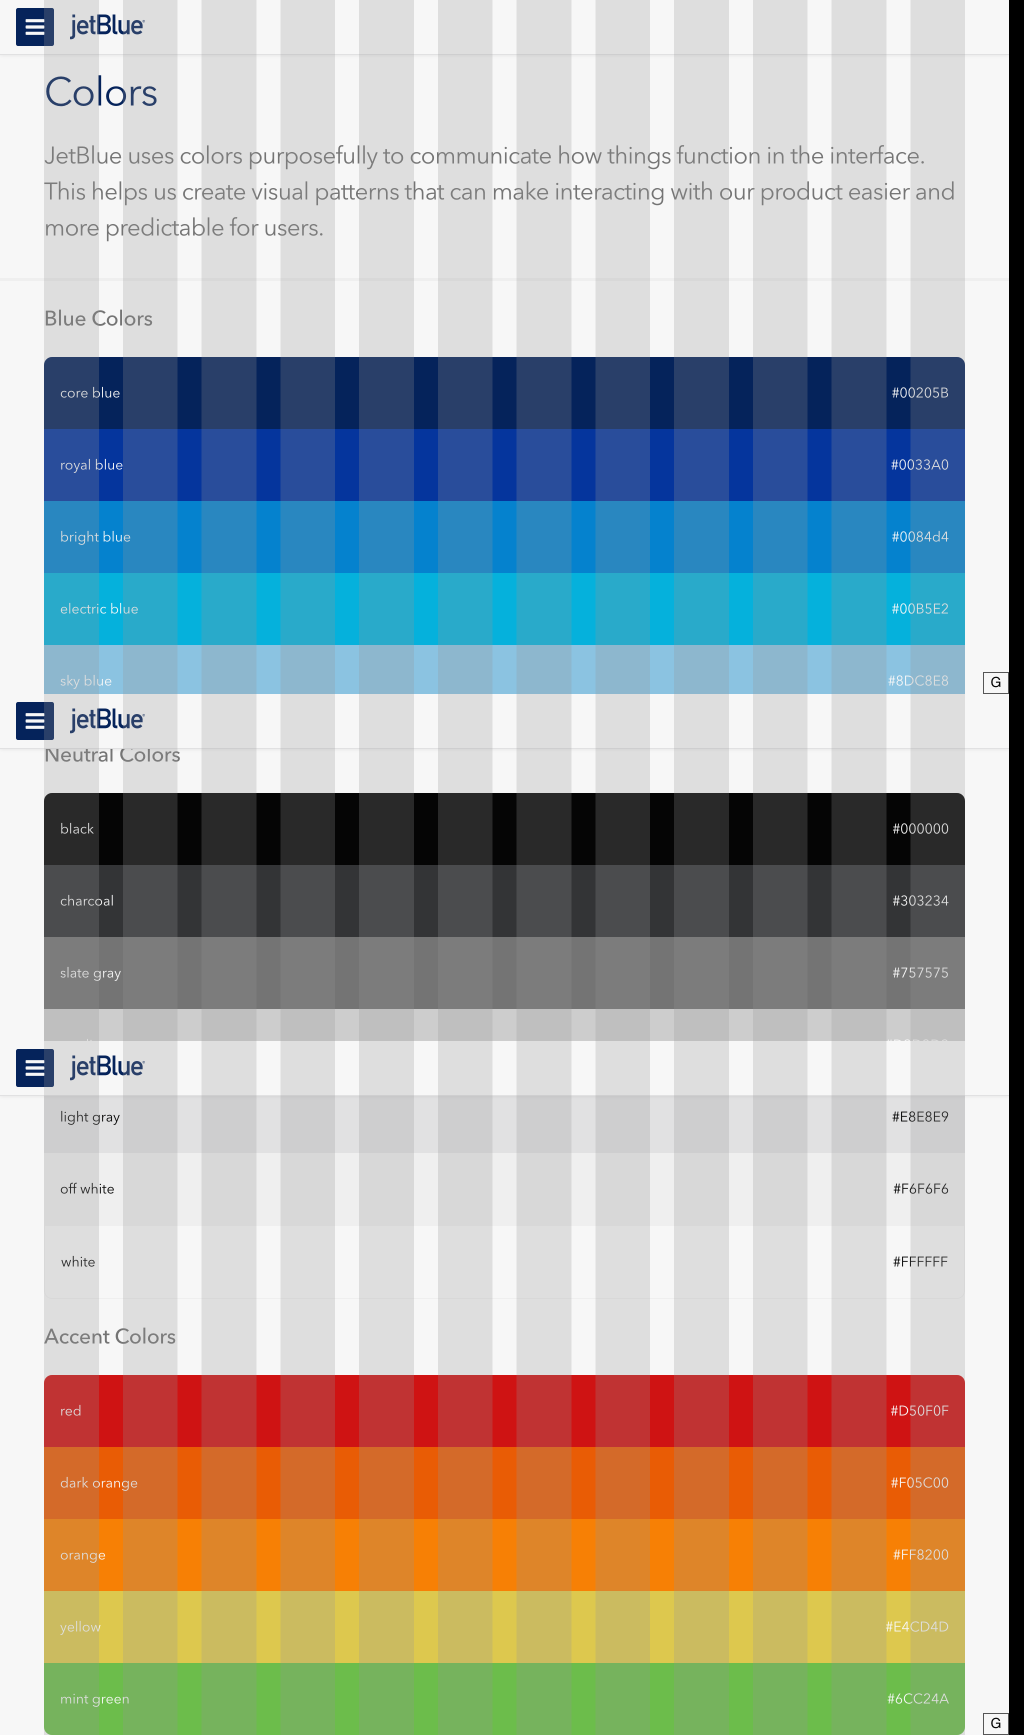 jetBlue
Colors
JetBlue uses colors purposefully to communicate how things function in the interface.
This helps us create visual patterns that can make interacting with our product easier and
more predictable for users.
Blue Colors
core blue #00205B
royal blue #0033A0
bright blue #0084d4
electric blue #00B5E2
sky blue #8DC8E8
G
jetBlue
Neutral Colors
black #000000
charcoal #303234
slate gray #757575
jetBlue
light gray #E8E8E9
off white #F6F6F6
white #FFFFFF
Accent Colors
red #D50F0F
dark orange #F05C00
orange #FF8200
yellow #E4CD4D
mint green #6CC24A
G